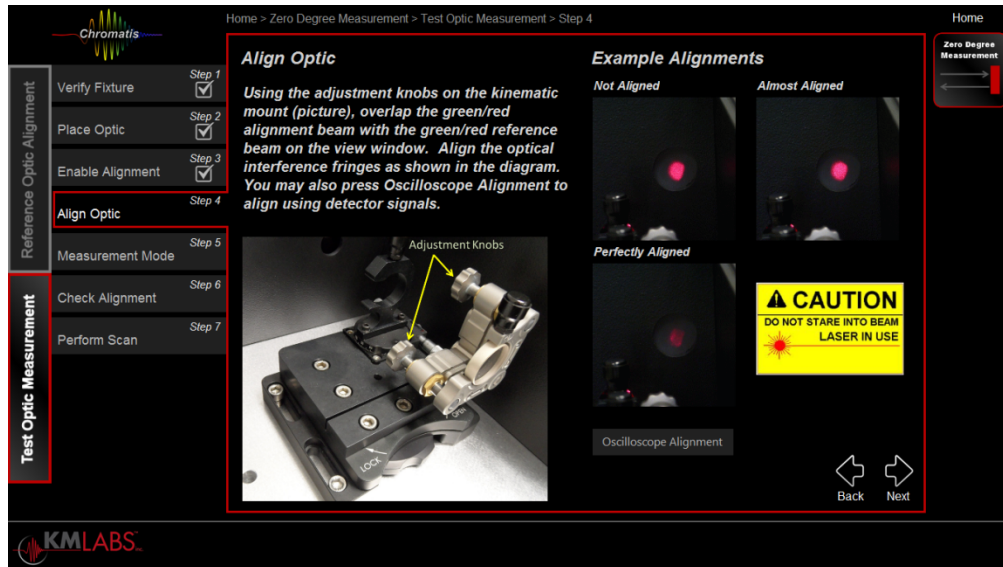 Chromatis
Home > Zero Degree Measurement > Test Optic Measurement > Step 4
Home
Zero Degree
Measurement
Reference Optic Alignment
Test Optic Measurement
Step 1
Verify Fixture
Step 2
Place Optic
Step 3
Enable Alignment
Step 4
Align Optic
Step 5
Measurement Mode
Step 6
Check Alignment
Step 7
Perform Scan
Align Optic
Using the adjustment knobs on the kinematic
mount (picture), overlap the green/red
alignment beam with the green/red reference
beam on the view window. Align the optical
interference fringes as shown in the diagram.
You may also press Oscilloscope Alignment to
align using detector signals.
Adjustment Knobs
OPEN
LOCK
Example Alignments
Not Aligned
Almost Aligned
Perfectly Aligned
CAUTION
DO NOT STARE INTO BEAM
LASER IN USE
Oscilloscope Alignment
Back
Next
KMLABS